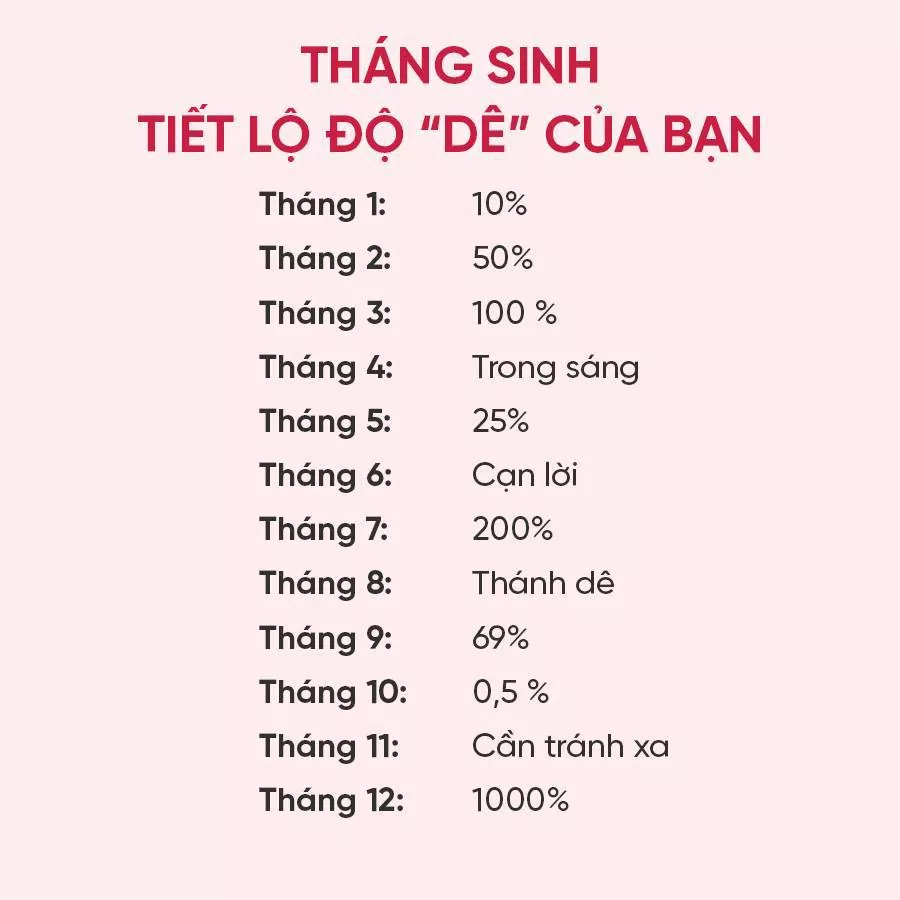 THÁNG SINH
TIẾT LỘ ĐỘ “DÊ” CỦA BẠN
Tháng 1: 10%
Tháng 2: 50%
Tháng 3: 100 %
Tháng 4: Trong sáng
Tháng 5: 25%
Tháng 6: Cạn lời
Tháng 7: 200%
Tháng 8: Thánh dê
Tháng 9: 69%
Tháng 10: 0,5 %
Tháng 11: Cần tránh xa
Tháng 12: 1000%